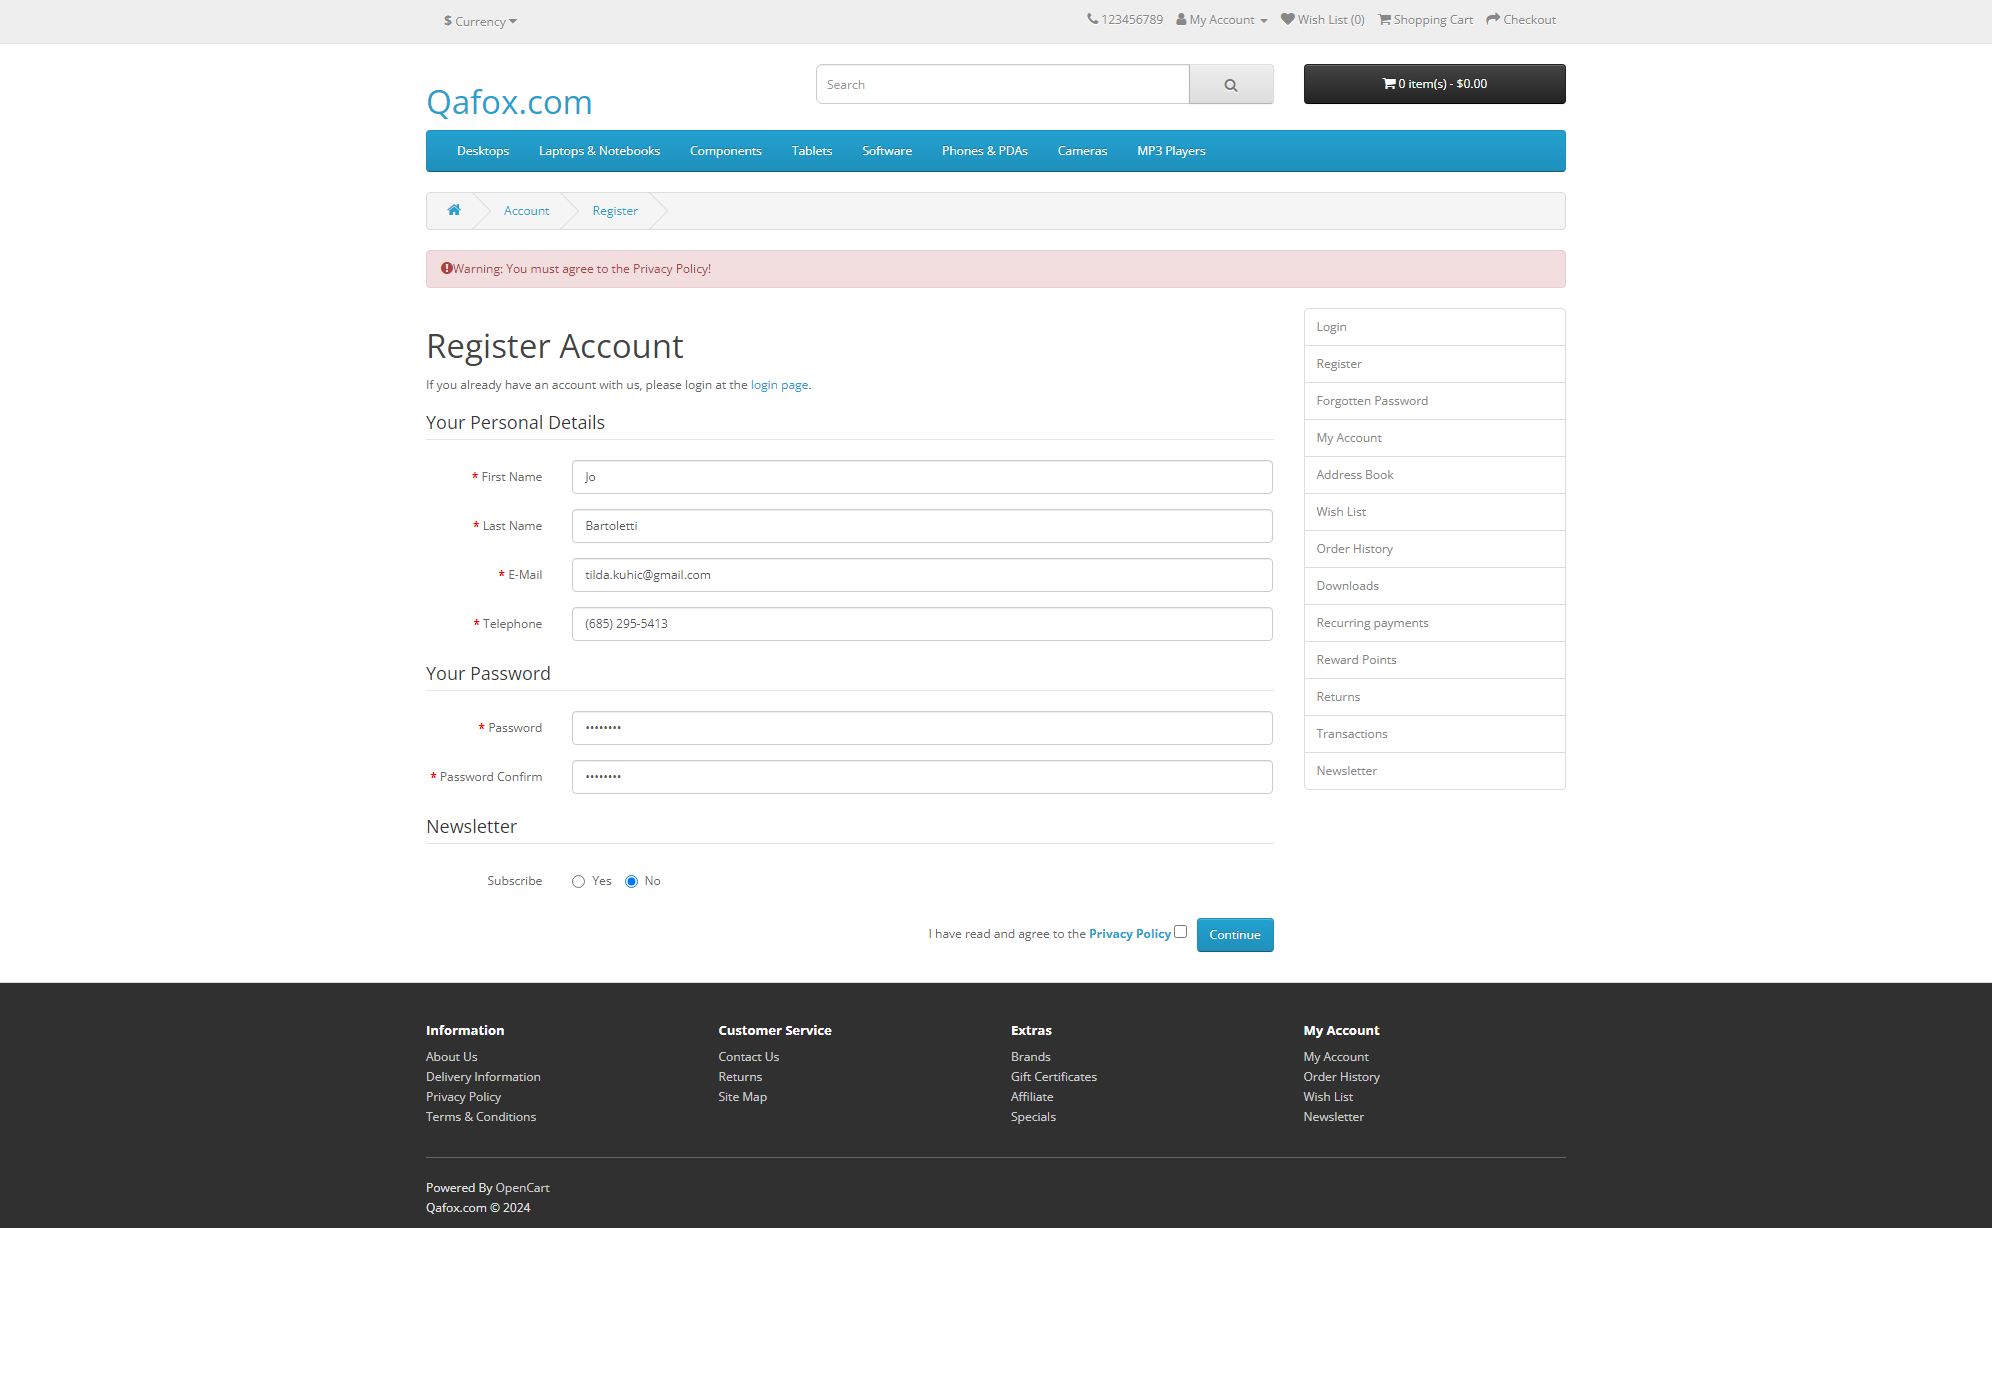 $ Currency
123456789 My Account Wish List (0) Shopping Cart Checkout
Qafox.com
Search
0 item(s) - $0.00
Desktops Laptops & Notebooks Components Tablets Software Phones & PDAs Cameras MP3 Players
Account Register
Warning: You must agree to the Privacy Policy!
Register Account
If you already have an account with us, please login at the login page.
Your Personal Details
* First Name Jo
* Last Name Bartoletti
* E-Mail tilda.kuhic@gmail.com
* Telephone (685) 295-5413
Your Password
* Password ••••••••
* Password Confirm ••••••••
Newsletter
Subscribe Yes No
I have read and agree to the Privacy Policy Continue
Login
Register
Forgotten Password
My Account
Address Book
Wish List
Order History
Downloads
Recurring payments
Reward Points
Returns
Transactions
Newsletter
Information
About Us
Delivery Information
Privacy Policy
Terms & Conditions
Customer Service
Contact Us
Returns
Site Map
Extras
Brands
Gift Certificates
Affiliate
Specials
My Account
My Account
Order History
Wish List
Newsletter
Powered By OpenCart
Qafox.com © 2024